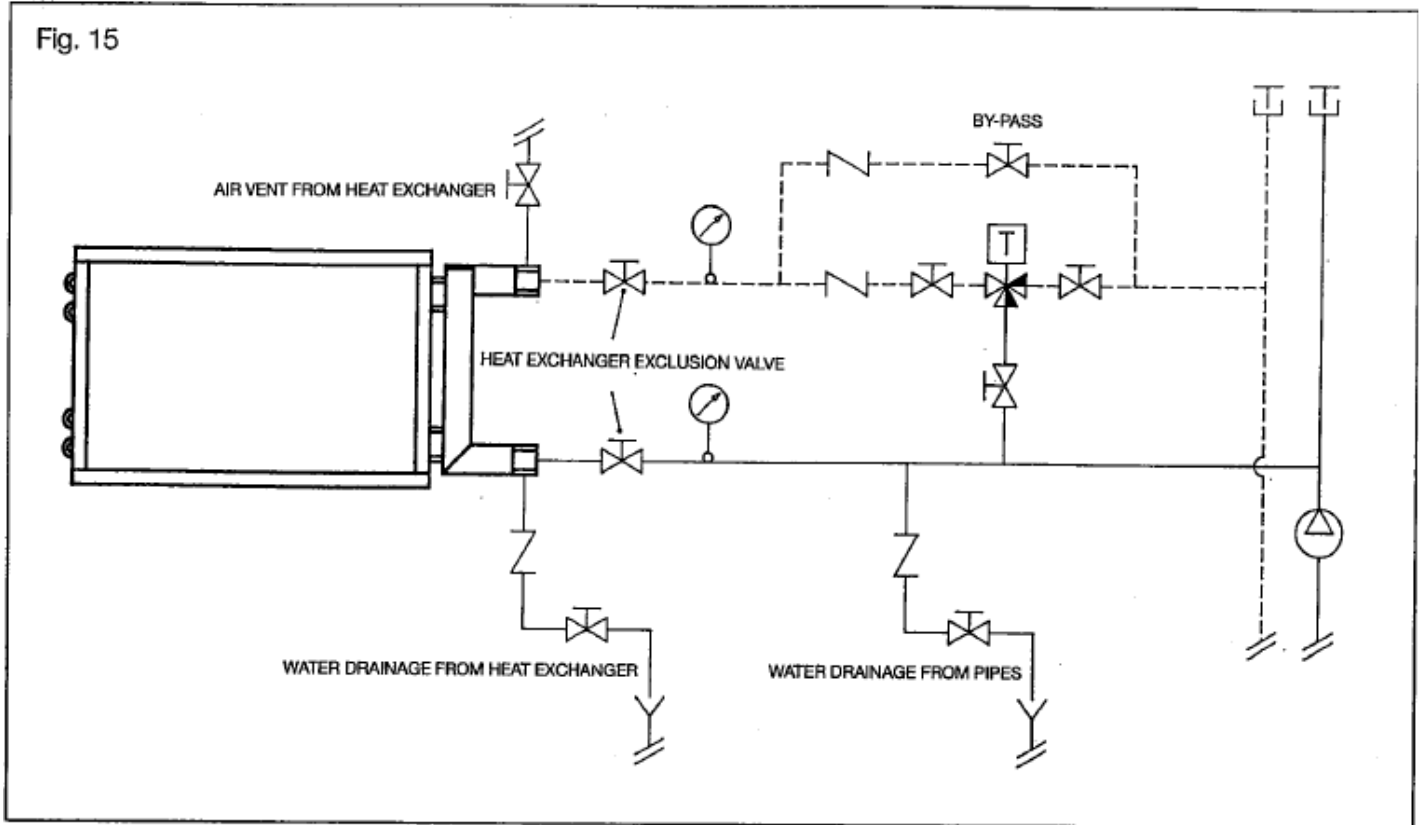 Fig. 15
BY-PASS
AIR VENT FROM HEAT EXCHANGER
T
HEAT EXCHANGER EXCLUSION VALVE
WATER DRAINAGE FROM HEAT EXCHANGER
WATER DRAINAGE FROM PIPES